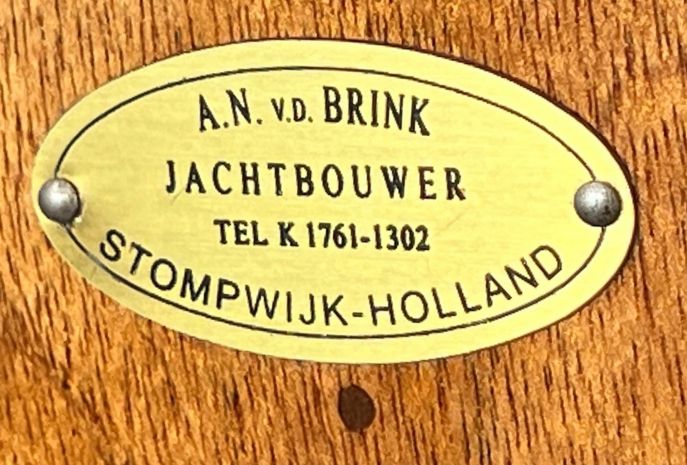 A.N. V.D. BRINK
JACHTBOUWER
TEL K 1761-1302
STOMPWIJK-HOLLAND